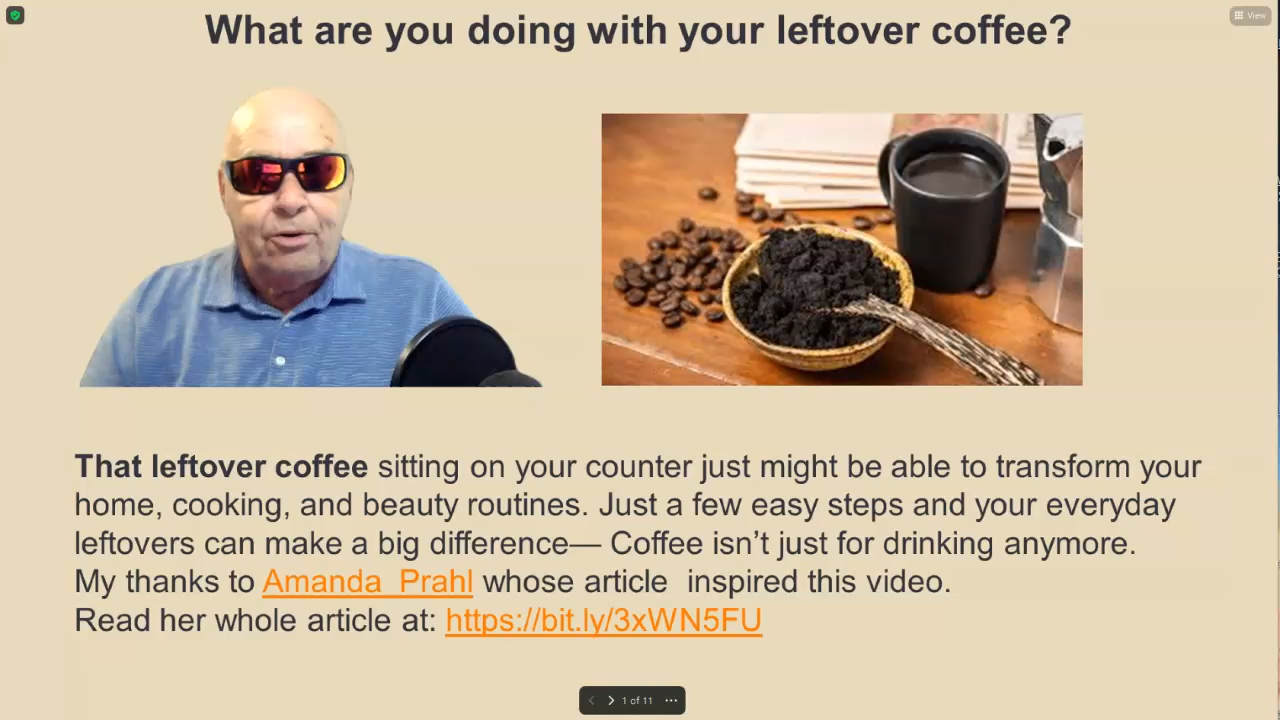 What are you doing with your leftover coffee?
View
That leftover coffee sitting on your counter just might be able to transform your
home, cooking, and beauty routines. Just a few easy steps and your everyday
leftovers can make a big difference— Coffee isn’t just for drinking anymore.
My thanks to Amanda Prahl whose article inspired this video.
Read her whole article at: https://bit.ly/3xWN5FU
1 of 11